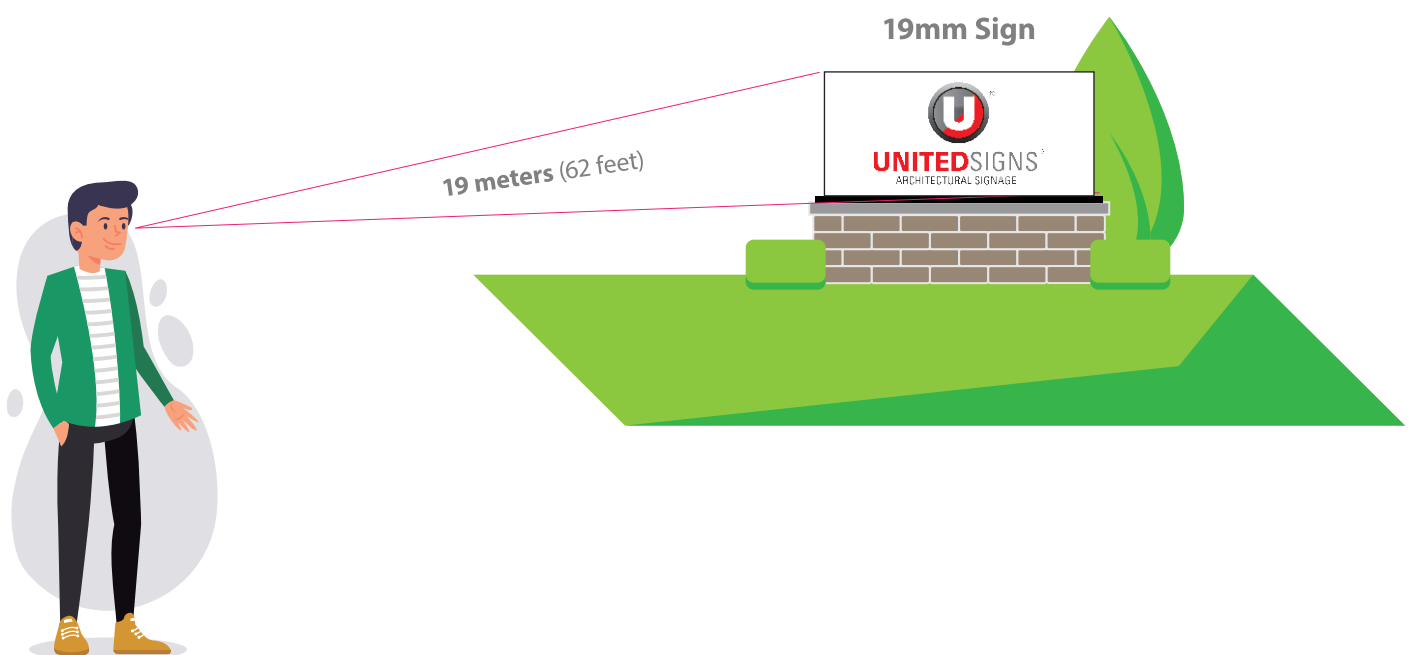 19mm Sign
U
UNITEDSIGNS
ARCHITECTURAL SIGNAGE
19 meters (62 feet)